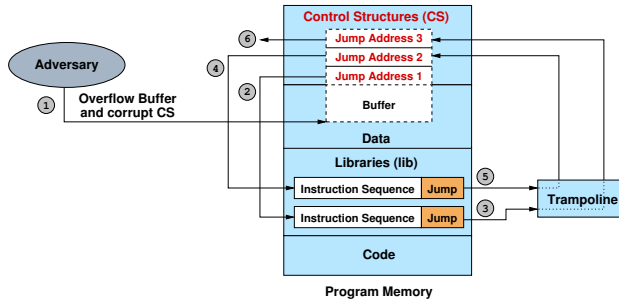 Control Structures (CS)
6
Jump Address 3
Adversary
4
Jump Address 2
2
Jump Address 1
1
Overflow Buffer
and corrupt CS
Buffer
Data
Libraries (lib)
Instruction Sequence
Jump
5
Instruction Sequence
Jump
3
Trampoline
Code
Program Memory